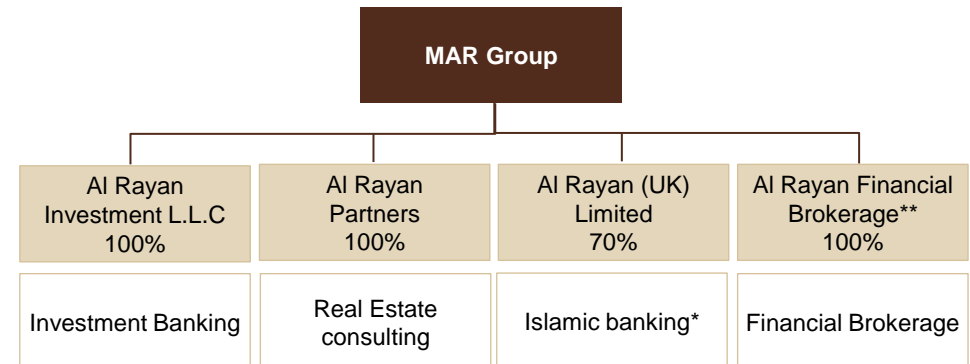 MAR Group
Al Rayan
Investment L.L.C
100%
Al Rayan
Partners
100%
Al Rayan (UK)
Limited
70%
Al Rayan Financial
Brokerage**
100%
Investment Banking
Real Estate
consulting
Islamic banking*
Financial Brokerage